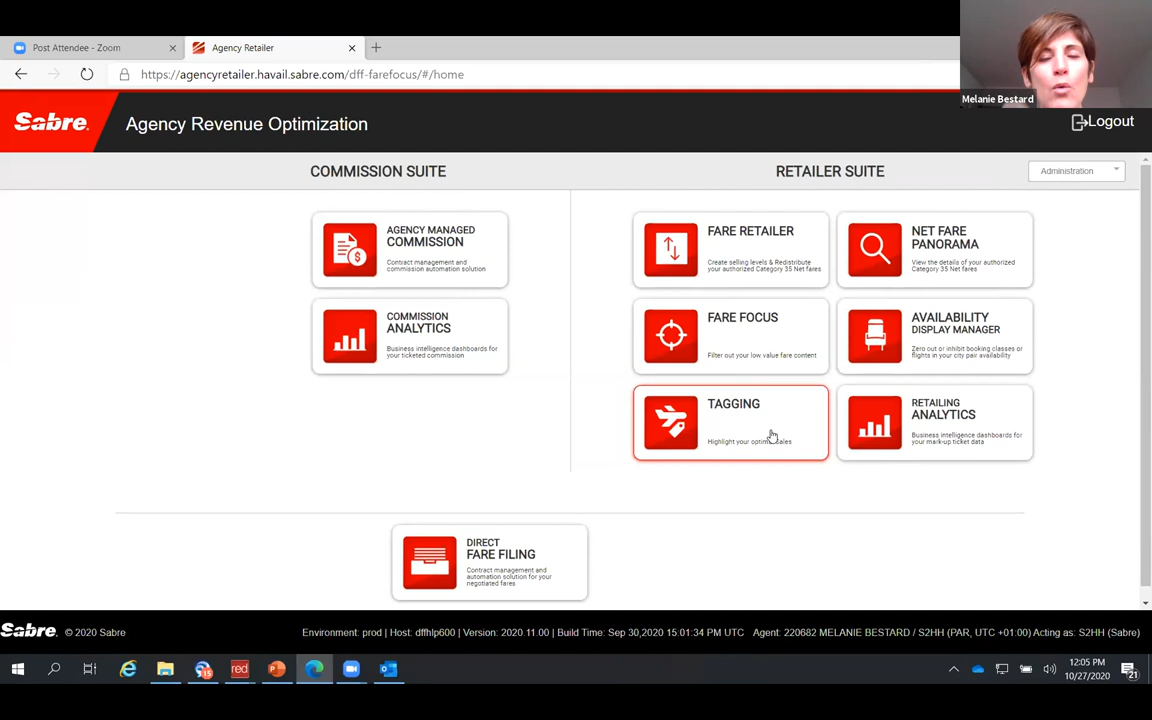 Post Attendee - Zoom
Agency Retailer
https://agencyretailer.havail.sabre.com/dff-farefocus/#/home
Melanie Bestard
Sabre.
Agency Revenue Optimization
Logout
COMMISSION SUITE
RETAILER SUITE
Administration
AGENCY MANAGED
COMMISSION
Contract management and
commission automation solution
FARE RETAILER
Create selling levels & Redistribute
your authorized Category 35 Net fares
NET FARE
PANORAMA
View the details of your authorized
Category 35 Net fares
COMMISSION
ANALYTICS
Business intelligence dashboards for
your ticketed commission
FARE FOCUS
Filter out your low value fare content
AVAILABILITY
DISPLAY MANAGER
Zero out or inhibit booking classes or
flights in your city pair availability
TAGGING
Highlight your optimal sales
RETAILING
ANALYTICS
Business intelligence dashboards for
your mark-up ticket data
DIRECT
FARE FILING
Contract management and
automation solution for your
negotiated fares
Sabre. © 2020 Sabre
Environment: prod | Host: dffhlp600 | Version: 2020.11.00 | Build Time: Sep 30,2020 15:01:34 PM UTC Agent: 220682 MELANIE BESTARD / S2HH (PAR, UTC +01:00) Acting as: S2HH (Sabre)
15
red
12:05 PM
10/27/2020
21